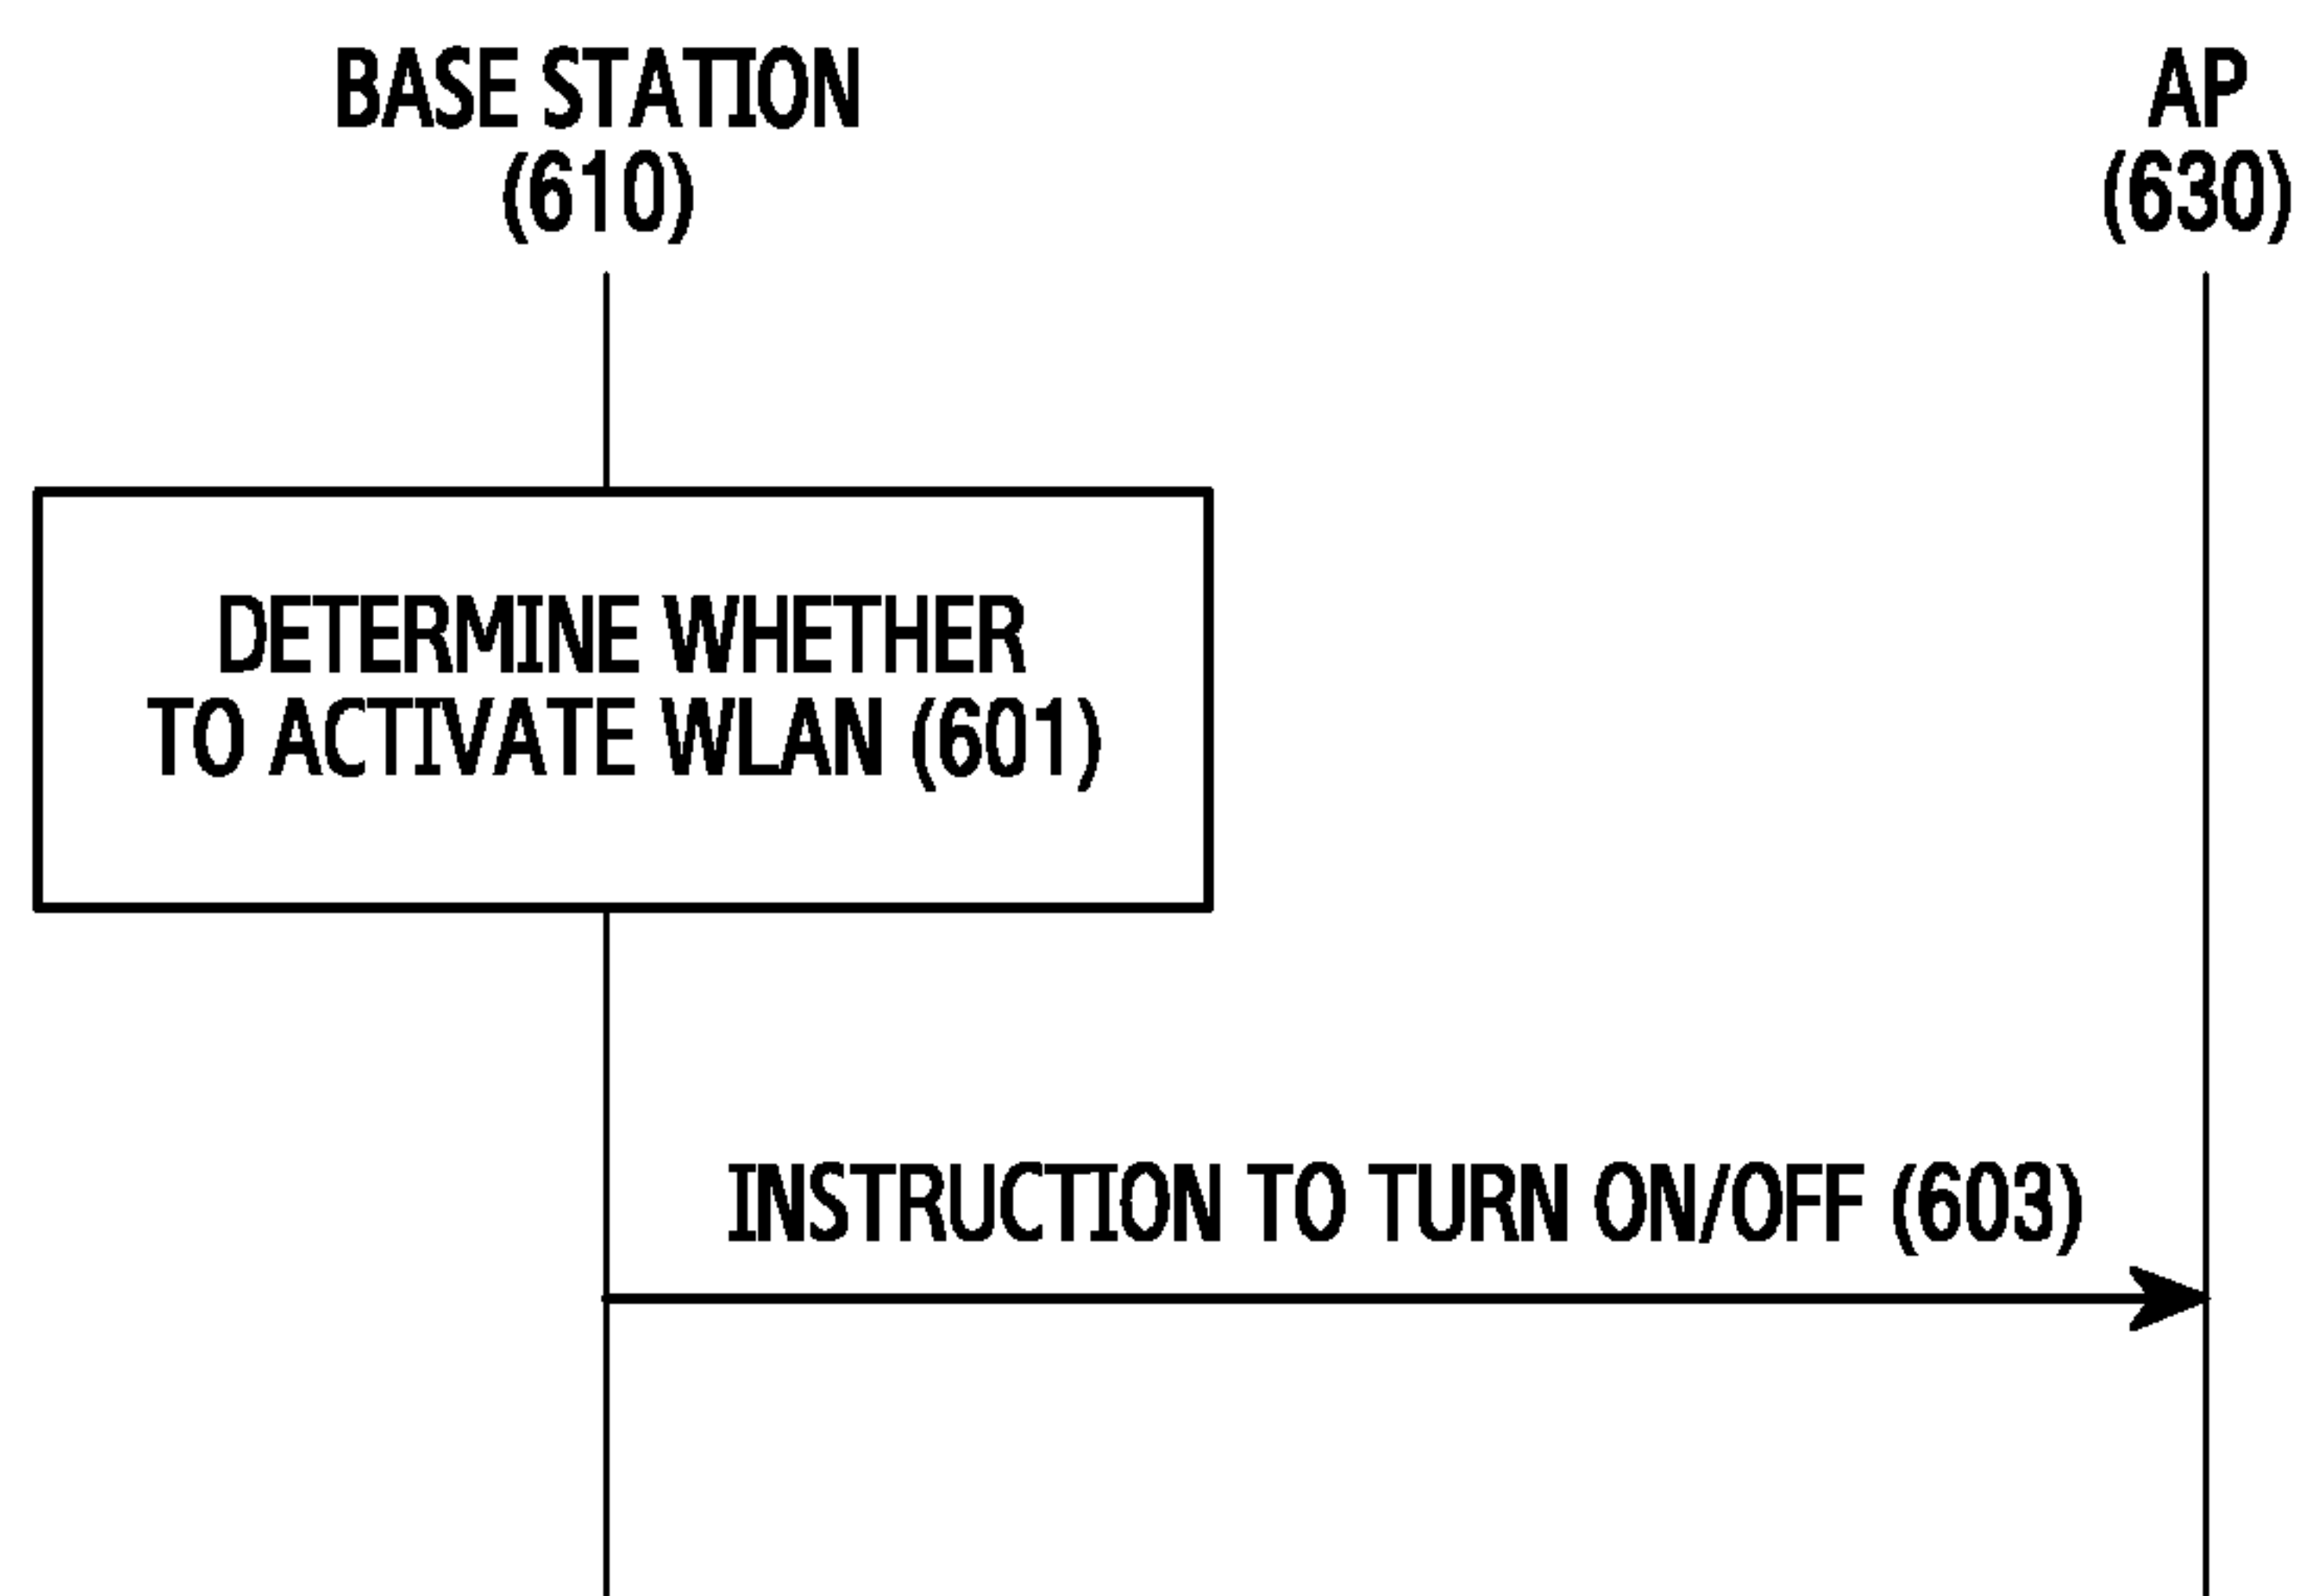 BASE STATION
(610)
AP
(630)
DETERMINE WHETHER
TO ACTIVATE WLAN (601)
INSTRUCTION TO TURN ON/OFF (603)